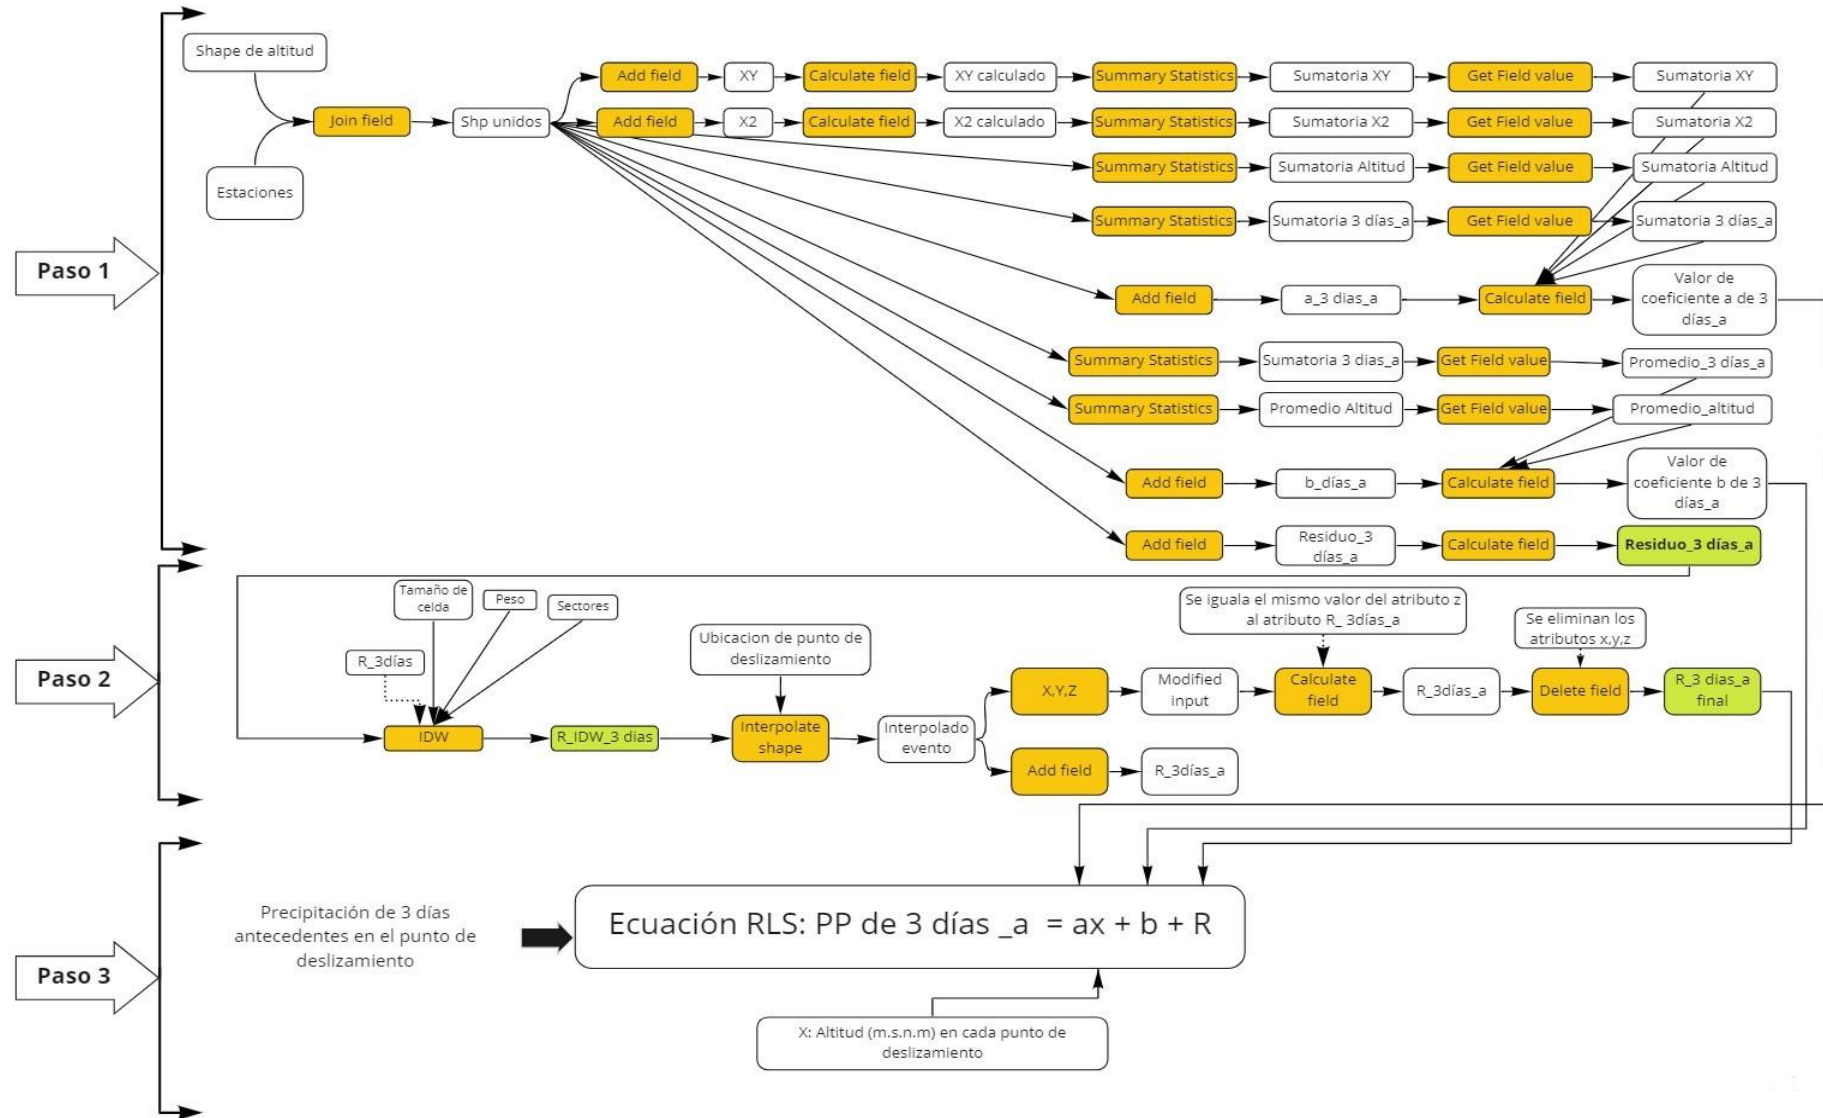 Paso 1
Shape de altitud
Estaciones
Join field
Shp unidos
Add field
XY
Calculate field
XY calculado
Summary Statistics
Sumatoria XY
Get Field value
Sumatoria XY
Add field
X2
Calculate field
X2 calculado
Summary Statistics
Sumatoria X2
Get Field value
Sumatoria X2
Summary Statistics
Sumatoria Altitud
Get Field value
Sumatoria Altitud
Summary Statistics
Sumatoria 3 días_a
Get Field value
Sumatoria 3 días_a
Add field
a_3 dias_a
Calculate field
Valor de
coeficiente a de 3
días_a
Summary Statistics
Sumatoria 3 dias_a
Get Field value
Promedio_3 días_a
Summary Statistics
Promedio Altitud
Get Field value
Promedio_altitud
Add field
b_días_a
Calculate field
Valor de
coeficiente b de 3
días_a
Add field
Residuo_3
días_a
Calculate field
Residuo_3 días_a
Paso 2
R_3días
Tamaño de
celda
Peso
Sectores
IDW
R_IDW_3 dias
Ubicacion de punto de
deslizamiento
Interpolate
shape
Interpolado
evento
X,Y,Z
Modified
input
Se iguala el mismo valor del atributo z
al atributo R_ 3días_a
Calculate
field
R_3días_a
Se eliminan los
atributos x,y,z
Delete field
R_3 dias_a
final
Add field
R_3días_a
Paso 3
Precipitación de 3 días
antecedentes en el punto de
deslizamiento
Ecuación RLS: PP de 3 días _a = ax + b + R
X: Altitud (m.s.n.m) en cada punto de
deslizamiento